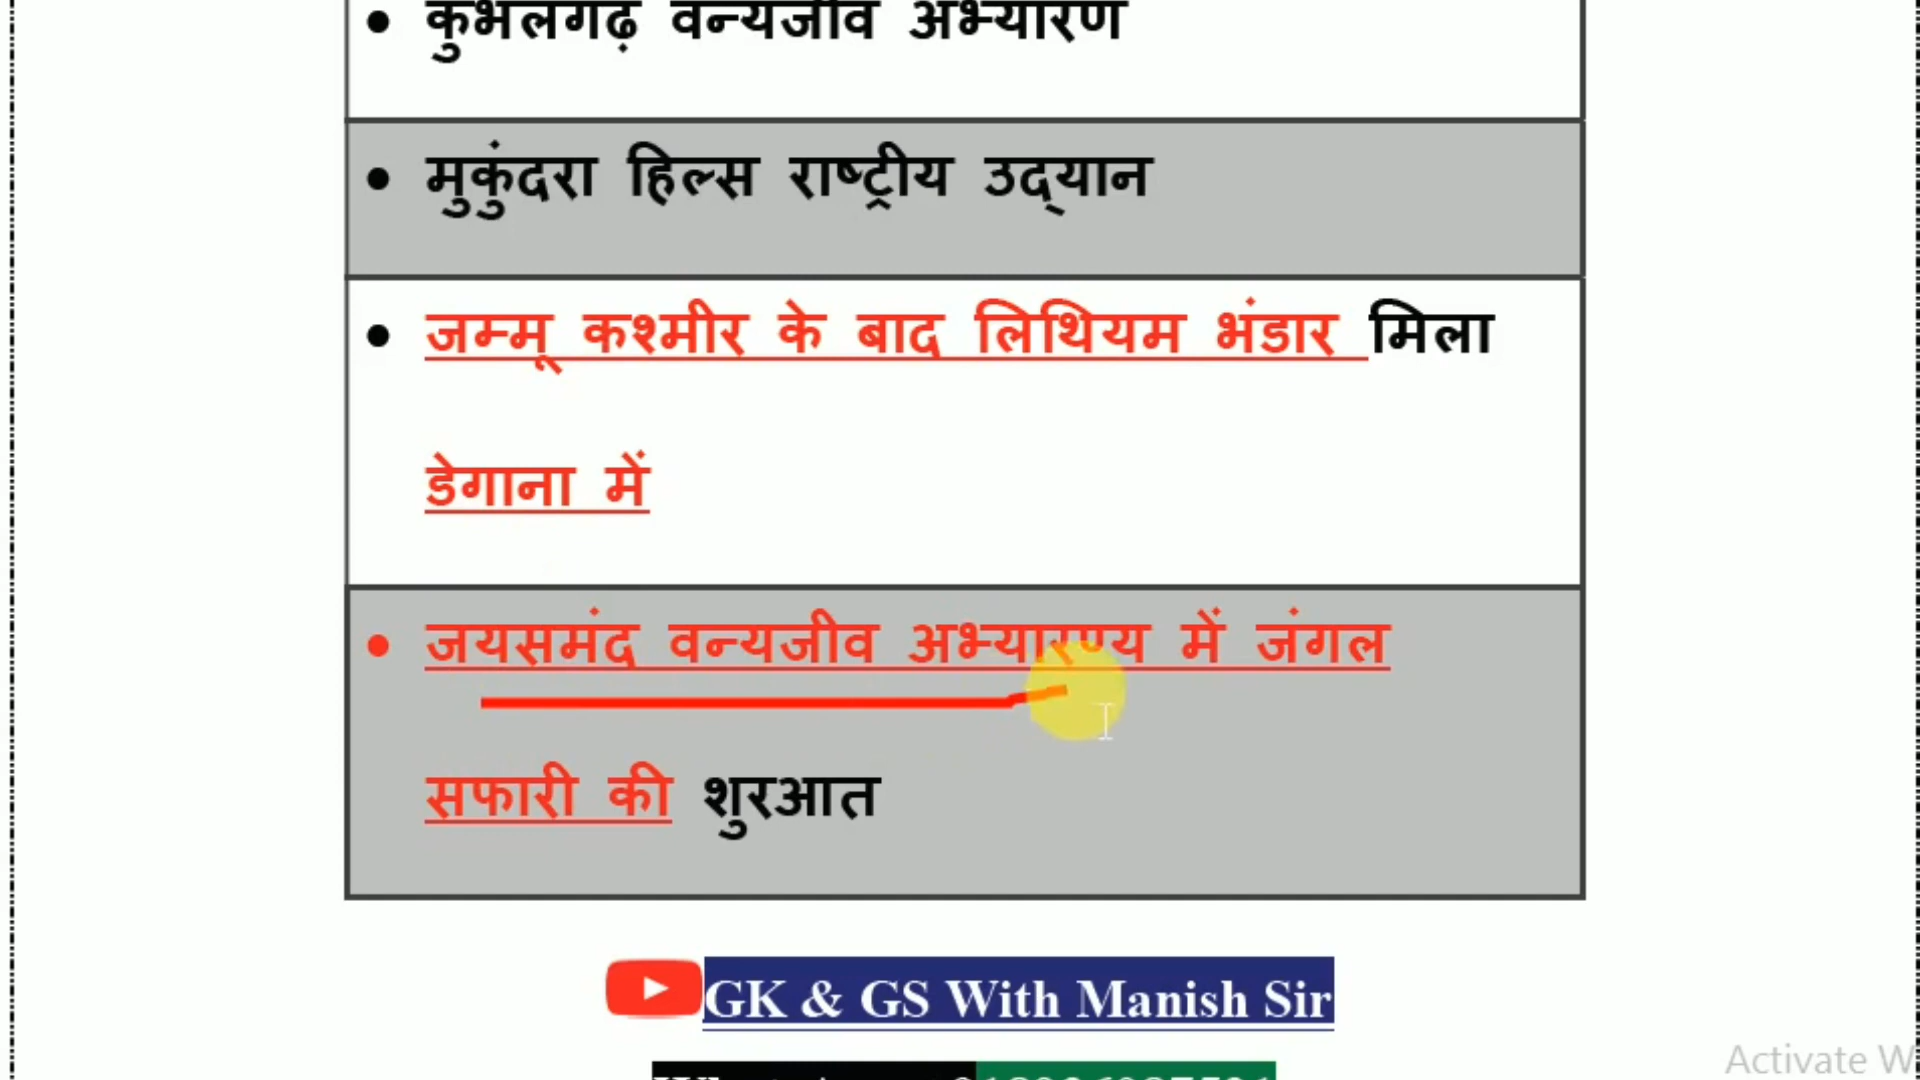 कुंभलगढ़ वन्यजीव अभ्यारण
मुकुंदरा हिल्स राष्ट्रीय उद्यान
जम्मू कश्मीर के बाद लिथियम भंडार मिला
डेगाना में
जयसमंद वन्यजीव अभ्यारण्य में जंगल
सफारी की शुरआत
GK & GS With Manish Sir
Activate W